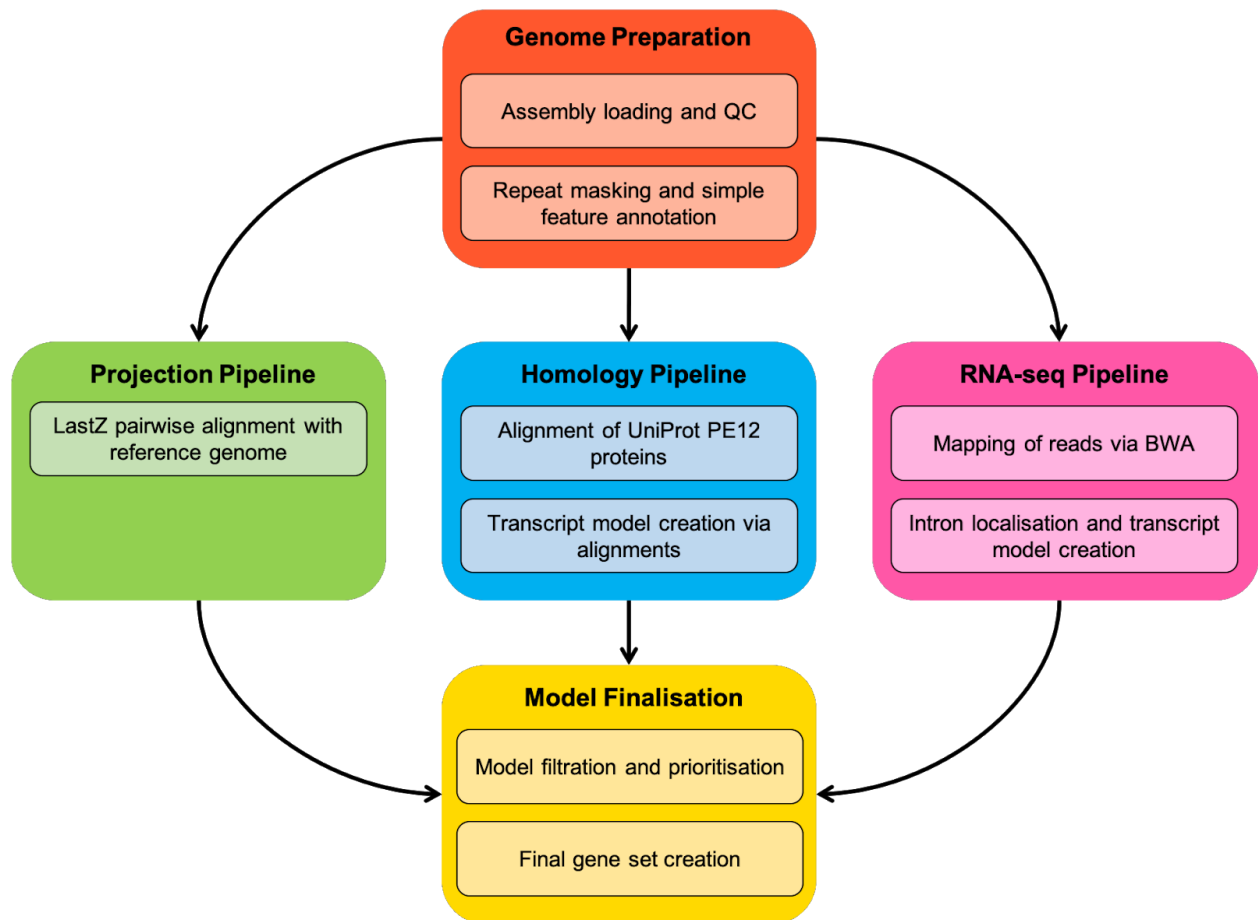 Genome Preparation
Assembly loading and QC
Repeat masking and simple
feature annotation
Projection Pipeline
LastZ pairwise alignment with
reference genome
Homology Pipeline
Alignment of UniProt PE12
proteins
Transcript model creation via
alignments
RNA-seq Pipeline
Mapping of reads via BWA
Intron localisation and transcript
model creation
Model Finalisation
Model filtration and prioritisation
Final gene set creation